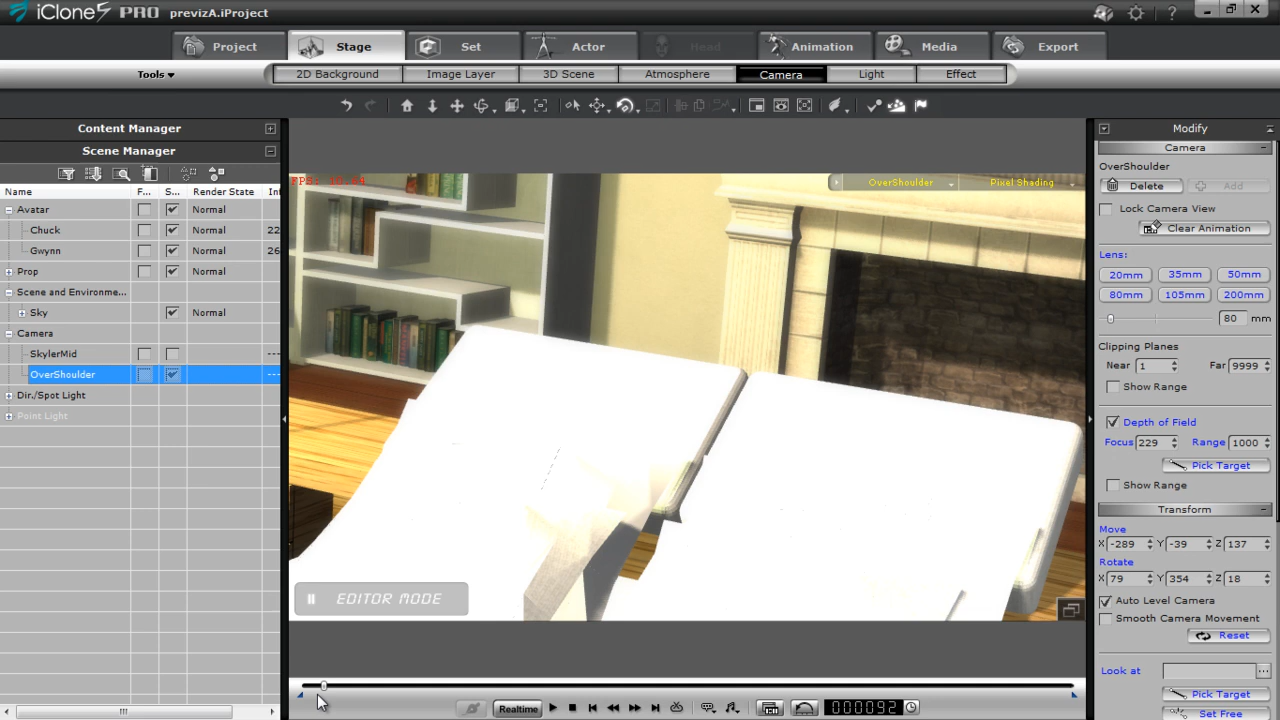 iClone5 PRO previzA.iProject
Project Stage Set Actor Head Animation Media Export
Tools 2D Background Image Layer 3D Scene Atmosphere Camera Light Effect
Content Manager
Scene Manager
Name F... S... Render State Int
Avatar Normal
Chuck Normal 22
Gwynn Normal 26
Prop Normal
Scene and Environme...
Sky Normal
Camera
SkylerMid ---
OverShoulder ---
Dir./Spot Light
Point Light
OverShoulder Pixel Shading
EDITOR MODE
Realtime 000092
Modify
Camera
OverShoulder
Delete Add
Lock Camera View
Clear Animation
Lens:
20mm 35mm 50mm
80mm 105mm 200mm
80 mm
Clipping Planes
Near 1 Far 9999
Show Range
Depth of Field
Focus 229 Range 1000
Pick Target
Show Range
Transform
Move
X -289 Y -39 Z 137
Rotate
X 79 Y 354 Z 18
Auto Level Camera
Smooth Camera Movement
Reset
Look at ...
Pick Target
Set Free